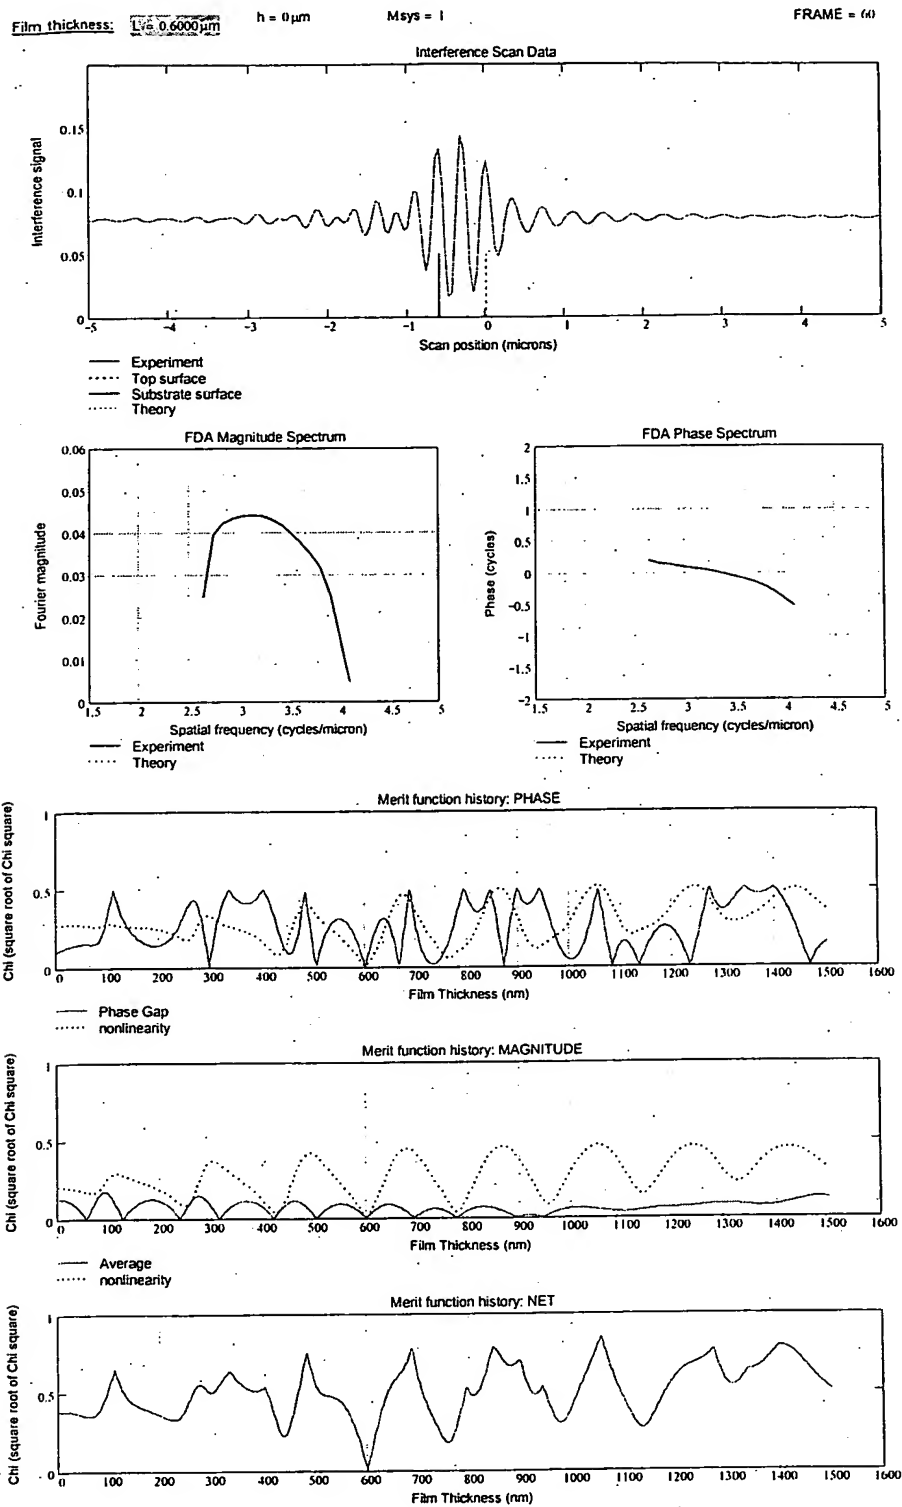 Film thickness: L = 0.6000 μm h = 0 μm Msys = 1 FRAME = 60
Interference Scan Data
Interference signal
0.15
0.1
0.05
0
-5 -4 -3 -2 -1 0 1 2 3 4 5
Scan position (microns)
Experiment
Top surface
Substrate surface
Theory
FDA Magnitude Spectrum
Fourier magnitude
0.06
0.05
0.04
0.03
0.02
0.01
0
1.5 2 2.5 3 3.5 4 4.5 5
Spatial frequency (cycles/micron)
Experiment
Theory
FDA Phase Spectrum
Phase (cycles)
2
1.5
1
0.5
0
-0.5
-1
-1.5
-2
1.5 2 2.5 3 3.5 4 4.5 5
Spatial frequency (cycles/micron)
Experiment
Theory
Merit function history: PHASE
Chi (square root of Chi square)
1
0.5
0
0 100 200 300 400 500 600 700 800 900 1000 1100 1200 1300 1400 1500 1600
Film Thickness (nm)
Phase Gap
nonlinearity
Merit function history: MAGNITUDE
Chi (square root of Chi square)
1
0.5
0
0 100 200 300 400 500 600 700 800 900 1000 1100 1200 1300 1400 1500 1600
Film Thickness (nm)
Average
nonlinearity
Merit function history: NET
Chi (square root of Chi square)
1
0.5
0
0 100 200 300 400 500 600 700 800 900 1000 1100 1200 1300 1400 1500 1600
Film Thickness (nm)